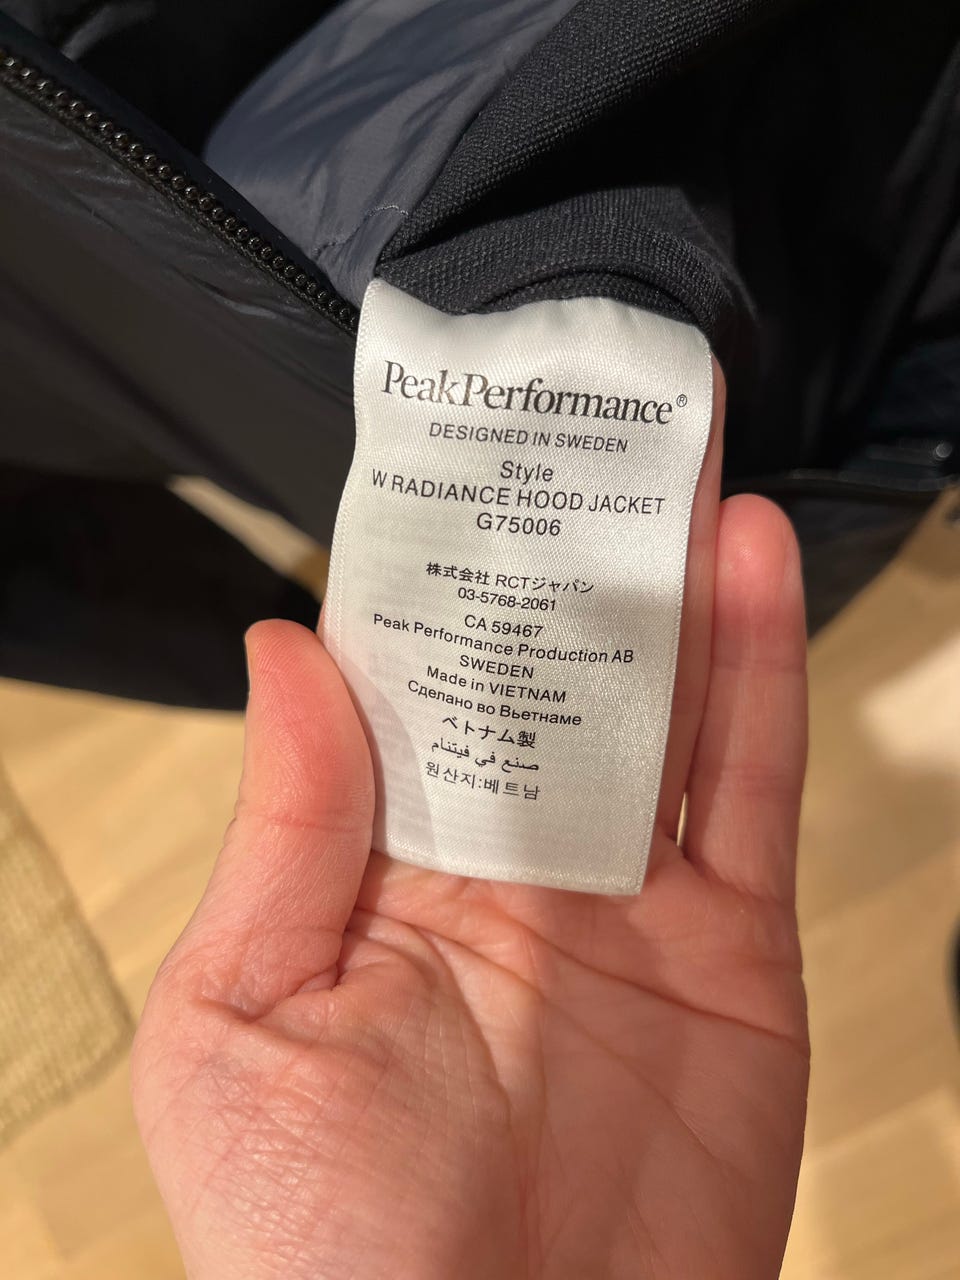 PeakPerformance®
DESIGNED IN SWEDEN
Style
W RADIANCE HOOD JACKET
G75006
株式会社 RCTジャパン
03-5768-2061
CA 59467
Peak Performance Production AB
SWEDEN
Made in VIETNAM
Сделано во Вьетнаме
ベトナム製
صنع في فيتنام
원산지:베트남